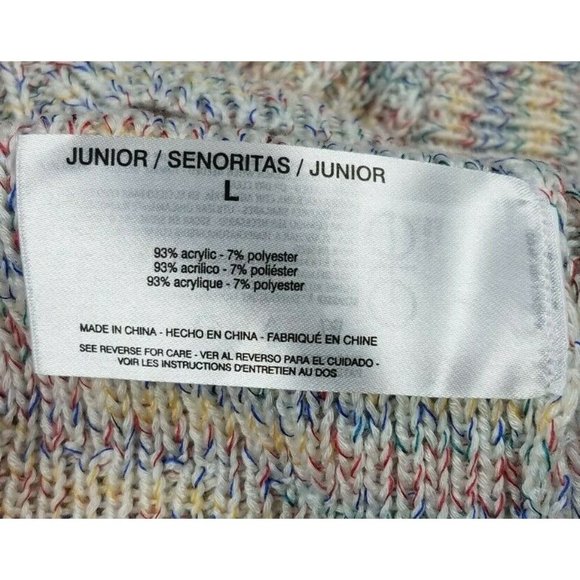 JUNIOR / SENORITAS / JUNIOR
L
93% acrylic - 7% polyester
93% acrilico - 7% poliéster
93% acrylique - 7% polyester
MADE IN CHINA - HECHO EN CHINA - FABRIQUÉ EN CHINE
SEE REVERSE FOR CARE - VER AL REVERSO PARA EL CUIDADO -
VOIR LES INSTRUCTIONS D'ENTRETIEN AU DOS